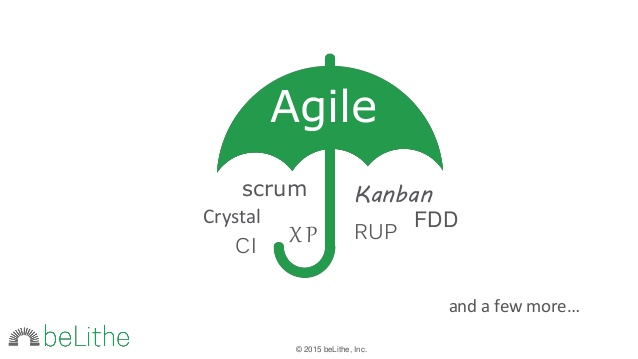 Agile
scrum
Kanban
Crystal
FDD
XP
RUP
CI
and a few more...
beLithe
© 2015 beLithe, Inc.